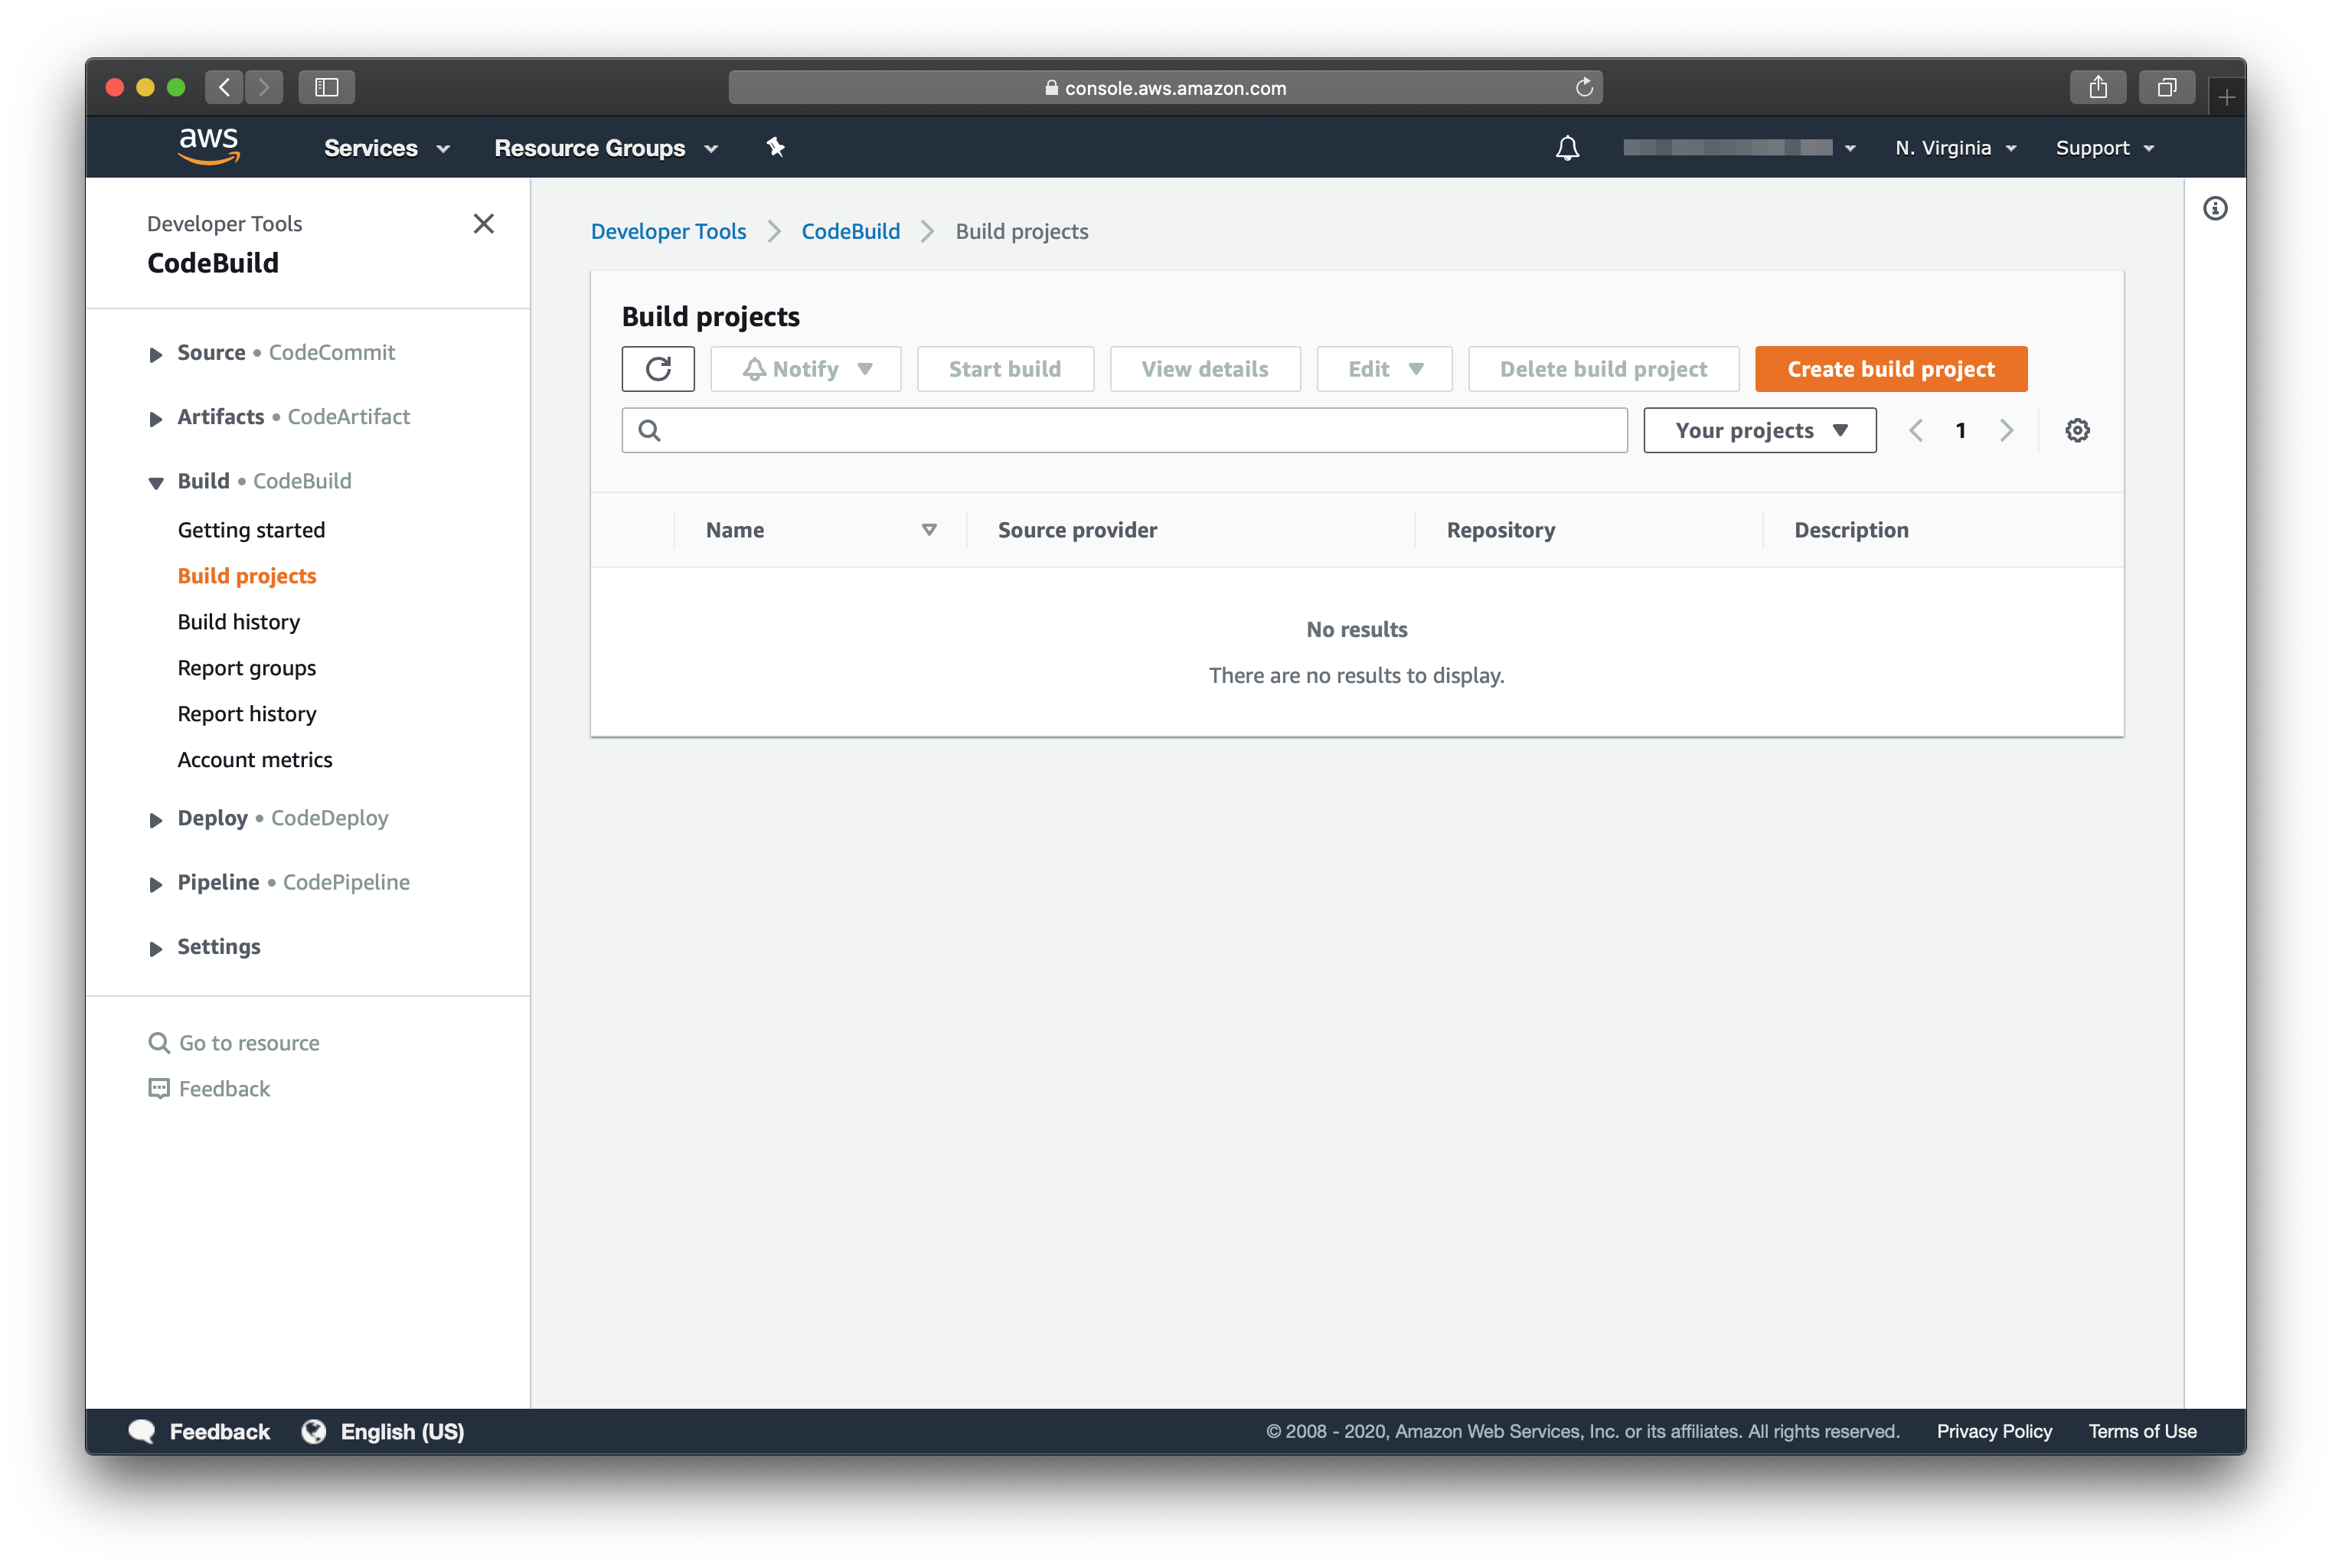 console.aws.amazon.com
aws Services Resource Groups N. Virginia Support
Developer Tools
CodeBuild
Source • CodeCommit
Artifacts • CodeArtifact
Build • CodeBuild
Getting started
Build projects
Build history
Report groups
Report history
Account metrics
Deploy • CodeDeploy
Pipeline • CodePipeline
Settings
Go to resource
Feedback
Developer Tools CodeBuild Build projects
Build projects
Notify Start build View details Edit Delete build project Create build project
Your projects 1
Name Source provider Repository Description
No results
There are no results to display.
Feedback English (US) © 2008 - 2020, Amazon Web Services, Inc. or its affiliates. All rights reserved. Privacy Policy Terms of Use